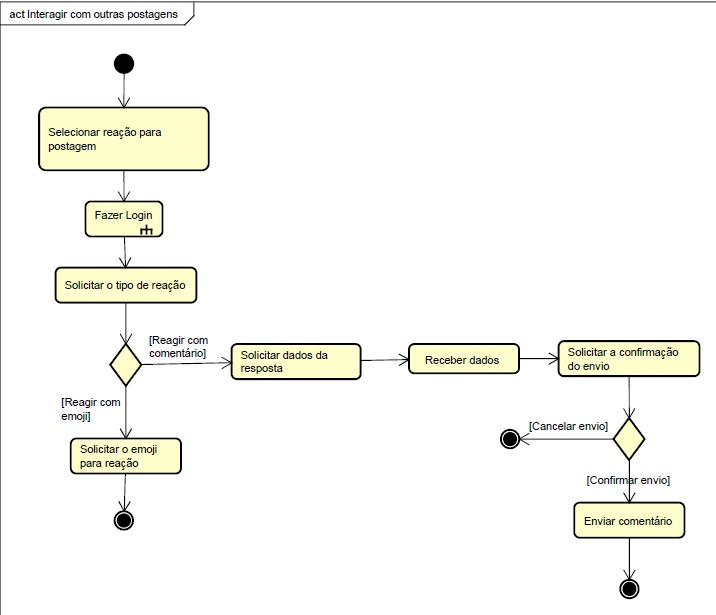 act Interagir com outras postagens
Selecionar reação para
postagem
Fazer Login
Solicitar o tipo de reação
[Reagir com
comentário]
Solicitar dados da
resposta
Receber dados
Solicitar a confirmação
do envio
[Reagir com
emoji]
[Cancelar envio]
Solicitar o emoji
para reação
[Confirmar envio]
Enviar comentário